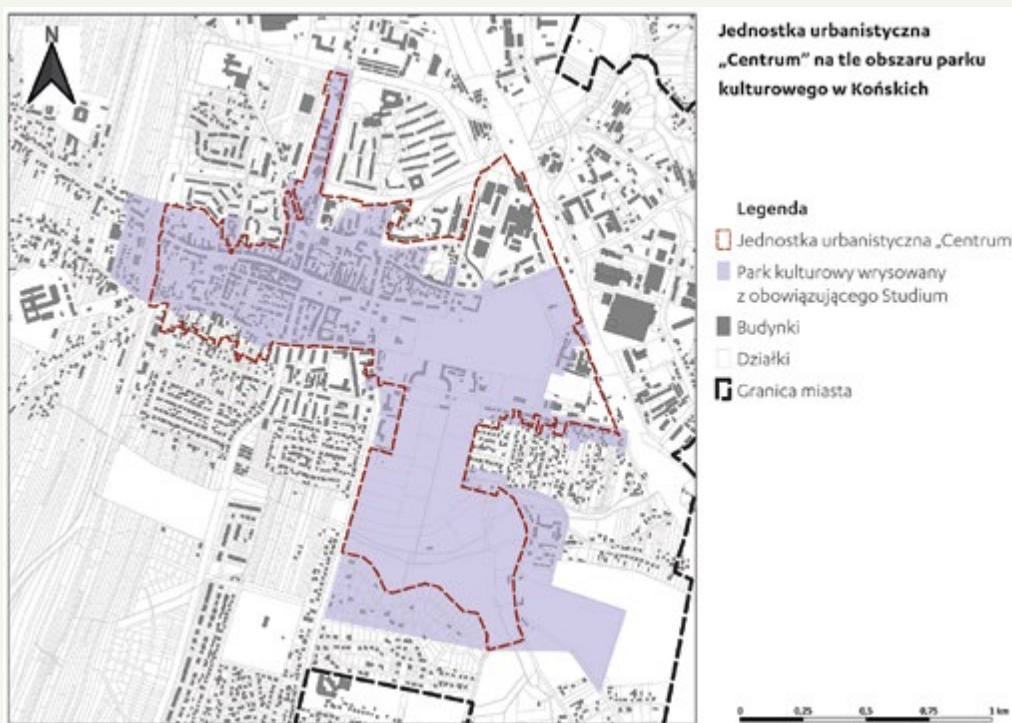 N
Jednostka urbanistyczna
„Centrum” na tle obszaru parku
kulturowego w Końskich
Legenda
Jednostka urbanistyczna „Centrum
Park kulturowy wrysowany
z obowiązującego Studium
Budynki
Działki
Granica miasta
0 0,25 0,5 0,75 1 km